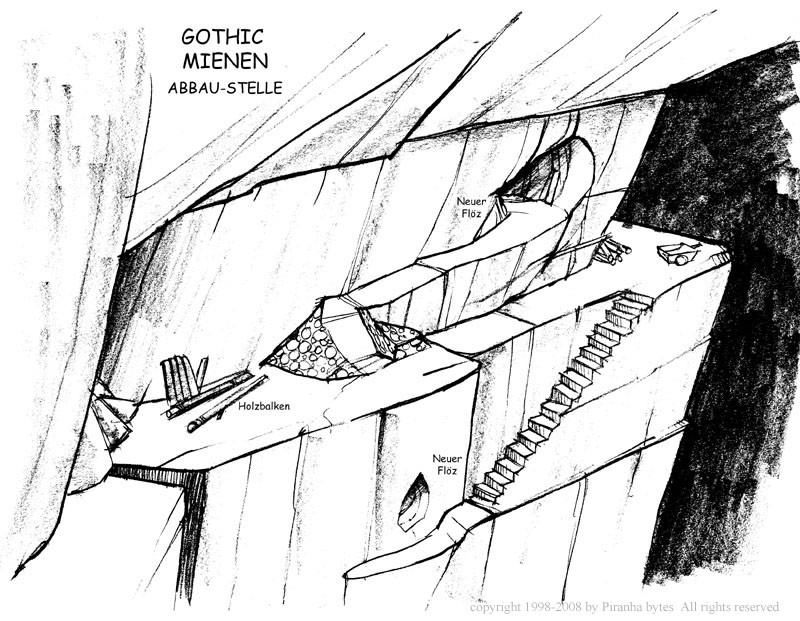 GOTHIC
MIENEN
ABBAU-STELLE
Neuer
Flöz
Holzbalken
Neuer
Flöz
copyright 1998-2008 by Piranha bytes All rights reserved